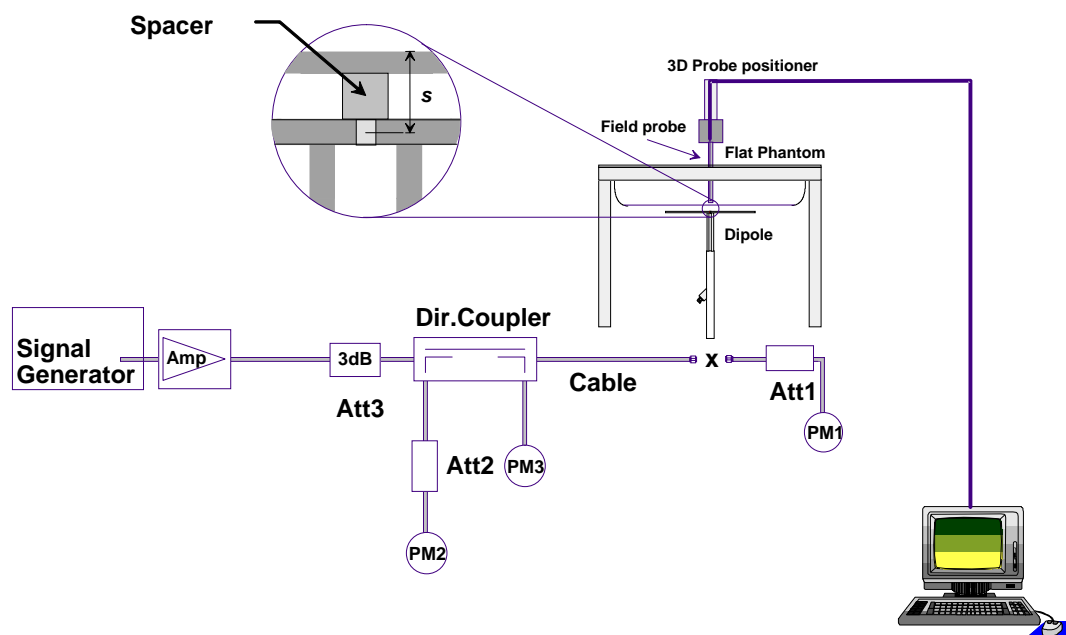 Spacer
s
3D Probe positioner
Field probe
Flat Phantom
Dipole
Signal
Generator
Amp
3dB
Att3
Dir.Coupler
Cable
x
Att1
PM1
Att2
PM3
PM2